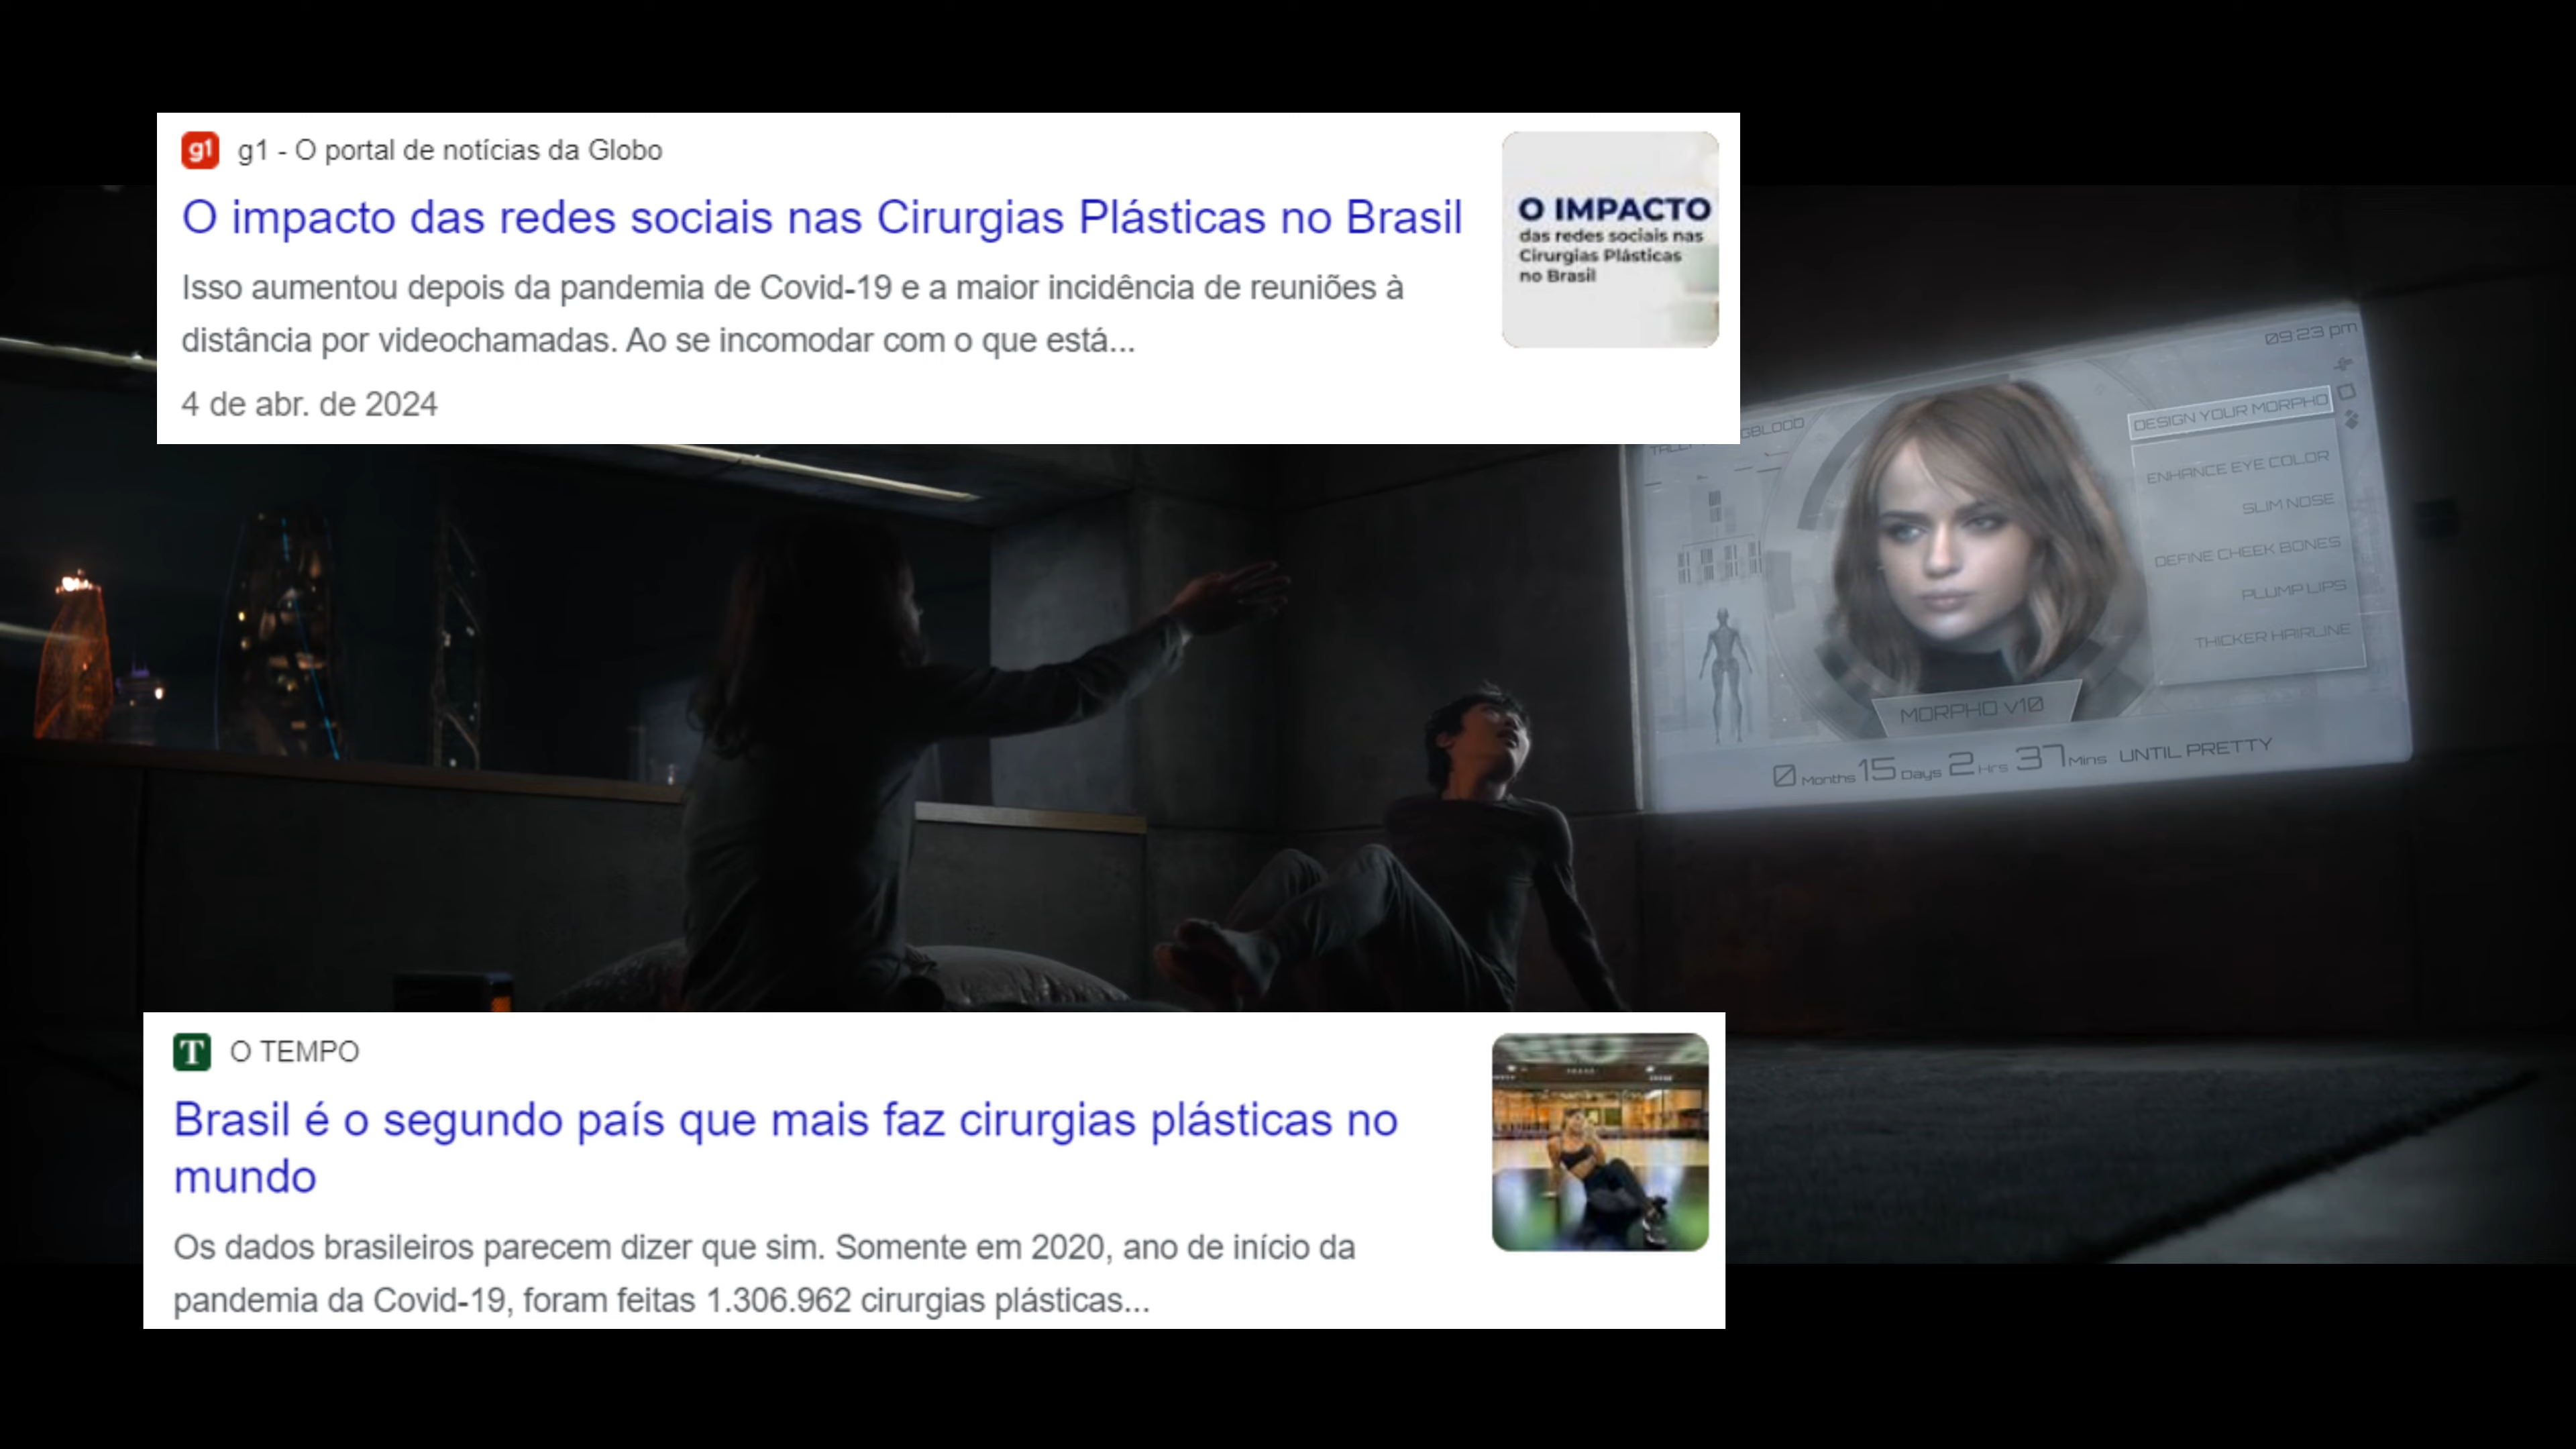 g1 g1 - O portal de notícias da Globo
O impacto das redes sociais nas Cirurgias Plásticas no Brasil
Isso aumentou depois da pandemia de Covid-19 e a maior incidência de reuniões à
distância por videochamadas. Ao se incomodar com o que está...
4 de abr. de 2024
O IMPACTO
das redes sociais nas
Cirurgias Plásticas
no Brasil
09:23 pm
DESIGN YOUR MORPHO
ENHANCE EYE COLOR
SLIM NOSE
DEFINE CHEEK BONES
PLUMP LIPS
THICKER HAIRLINE
MORPHO V10
0 Months 15 Days 2 Hrs 37 Mins UNTIL PRETTY
T O TEMPO
Brasil é o segundo país que mais faz cirurgias plásticas no
mundo
Os dados brasileiros parecem dizer que sim. Somente em 2020, ano de início da
pandemia da Covid-19, foram feitas 1.306.962 cirurgias plásticas...